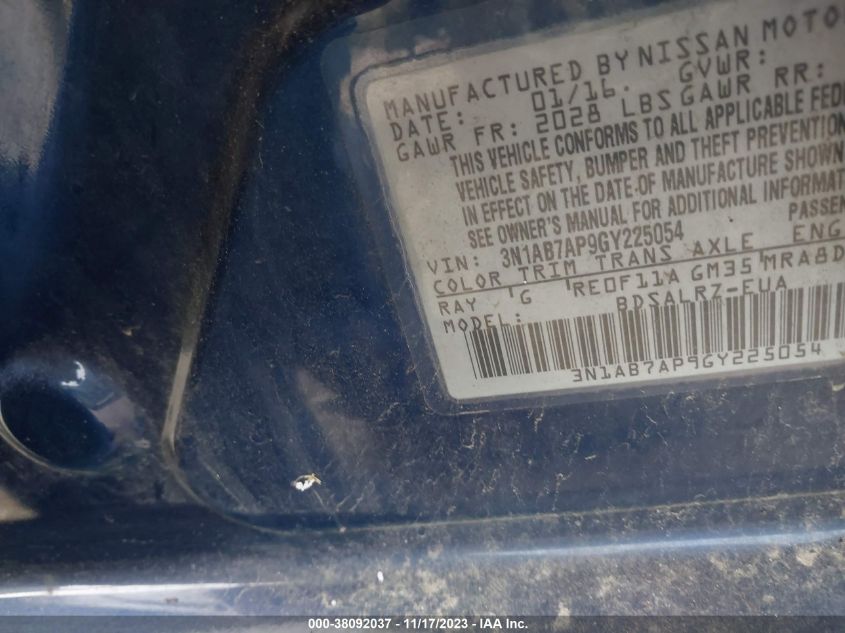 MANUFACTURED BY NISSAN MOTO
DATE: 01/16. GVWR:
GAWR FR: 2028 LBS GAWR RR:
THIS VEHICLE CONFORMS TO ALL APPLICABLE FEDE
VEHICLE SAFETY, BUMPER AND THEFT PREVENTION
IN EFFECT ON THE DATE OF MANUFACTURE SHOWN
SEE OWNER'S MANUAL FOR ADDITIONAL INFORMAT
VIN: 3N1AB7AP9GY225054 PASSEN
COLOR TRIM TRANS AXLE ENG
RAY G RE0F11A GM35 MRA8D
MODEL: BDSALRZ-EUA
3N1AB7AP9GY225054
000-38092037 - 11/17/2023 - IAA Inc.